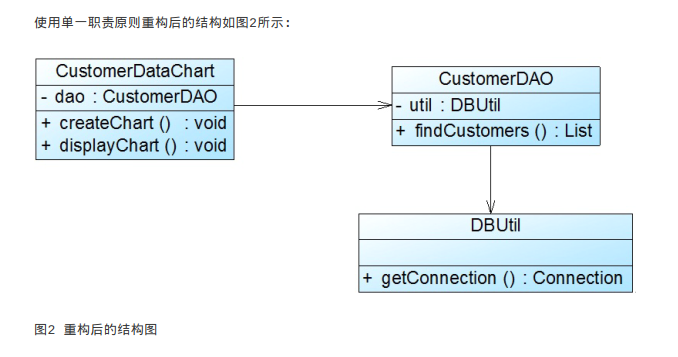 使用单一职责原则重构后的结构如图2所示：
CustomerDataChart
- dao : CustomerDAO
+ createChart () : void
+ displayChart () : void
CustomerDAO
- util : DBUtil
+ findCustomers () : List
DBUtil
+ getConnection () : Connection
图2 重构后的结构图